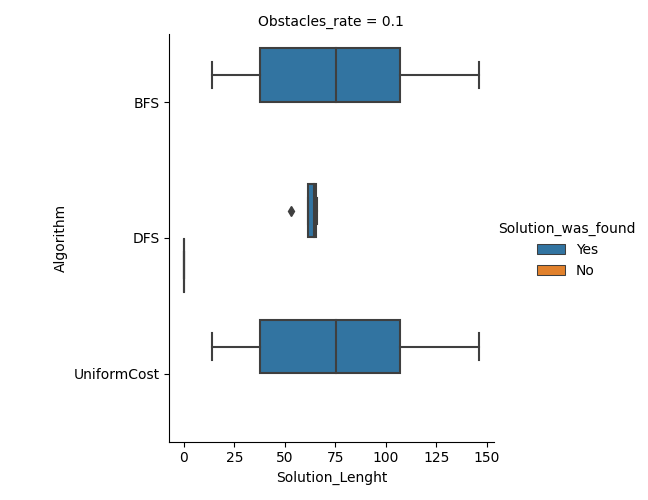 Obstacles_rate = 0.1
BFS
DFS
UniformCost
Algorithm
0 25 50 75 100 125 150
Solution_Lenght
Solution_was_found
Yes
No